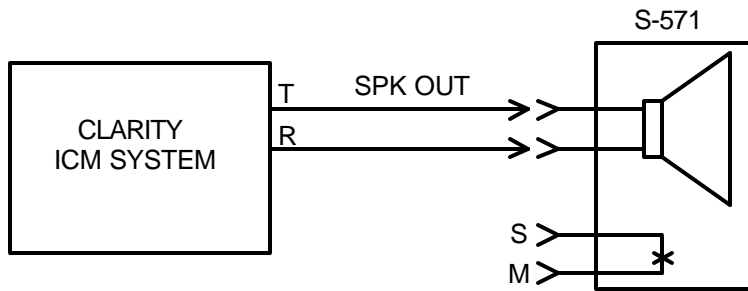 S-571
T
SPK OUT
CLARITY
ICM SYSTEM
R
S
M